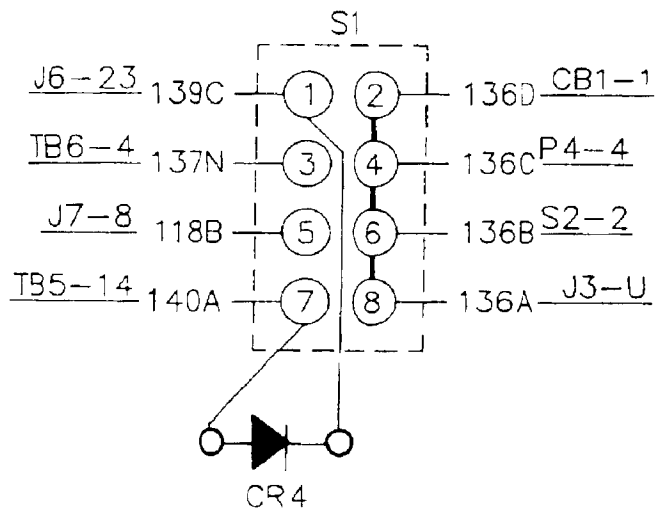 S1
J6-23 139C 1 2 136D CB1-1
TB6-4 137N 3 4 136C P4-4
J7-8 118B 5 6 136B S2-2
TB5-14 140A 7 8 136A J3-U
CR4